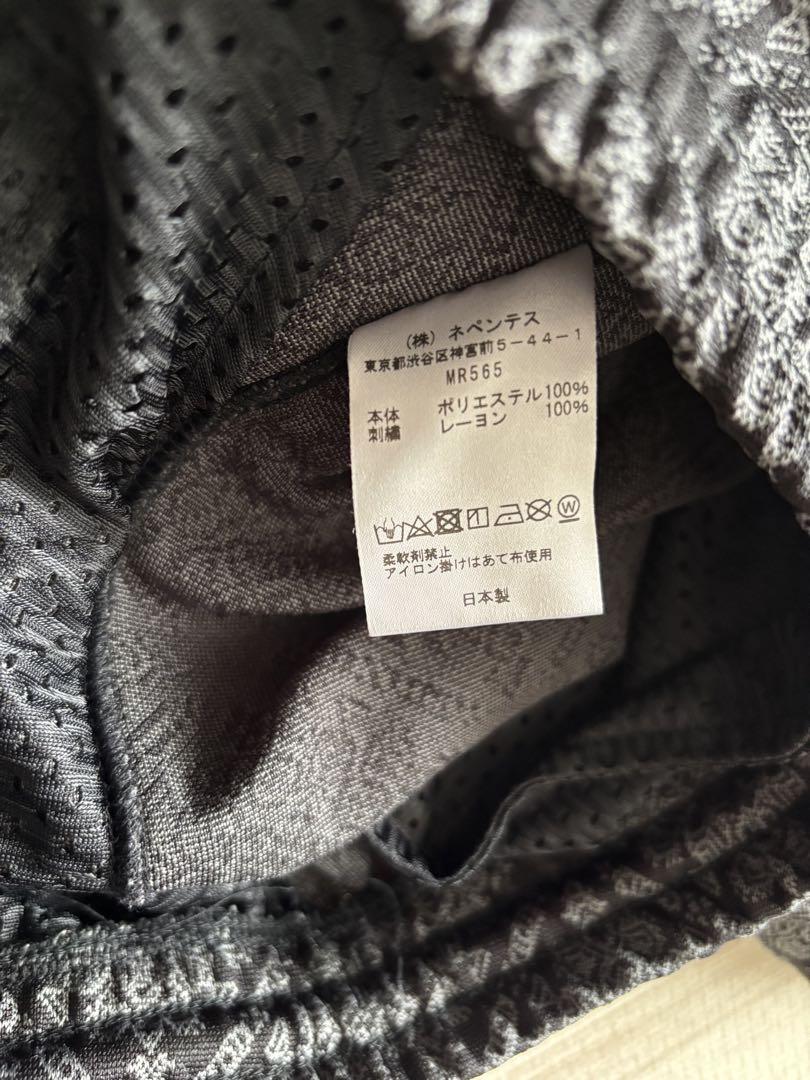 (株) ネペンテス
東京都渋谷区神宮前5-44-1
MR565
本体 ポリエステル100%
刺繍 レーヨン 100%
柔軟剤禁止
アイロン掛けはあて布使用
日本製